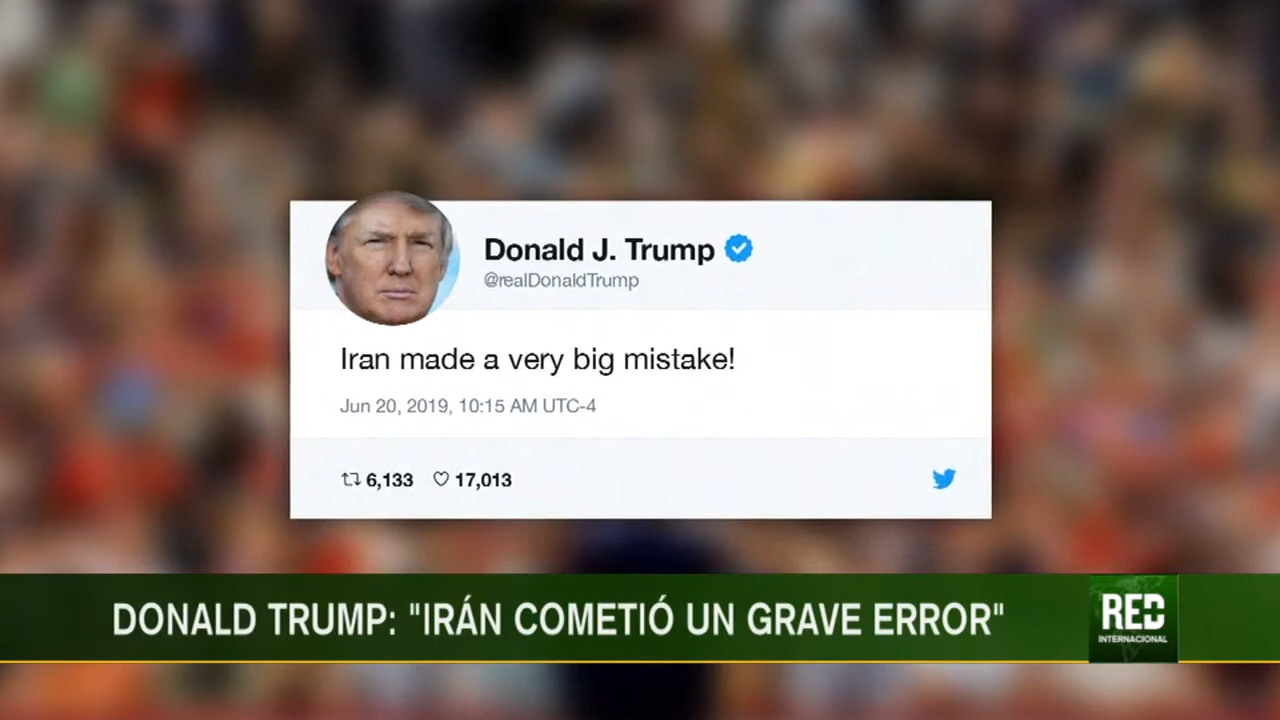 Donald J. Trump
@realDonaldTrump
Iran made a very big mistake!
Jun 20, 2019, 10:15 AM UTC-4
6,133 17,013
DONALD TRUMP: "IRÁN COMETIÓ UN GRAVE ERROR"
RED
INTERNACIONAL